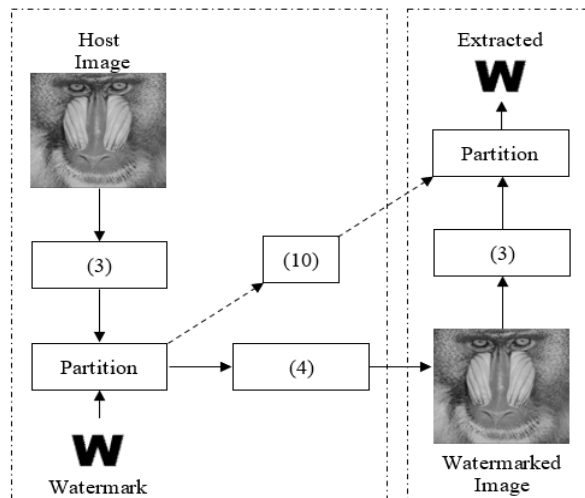 Host
Image
(3)
(10)
Partition
(4)
W
Watermark
Extracted
W
Partition
(3)
Watermarked
Image